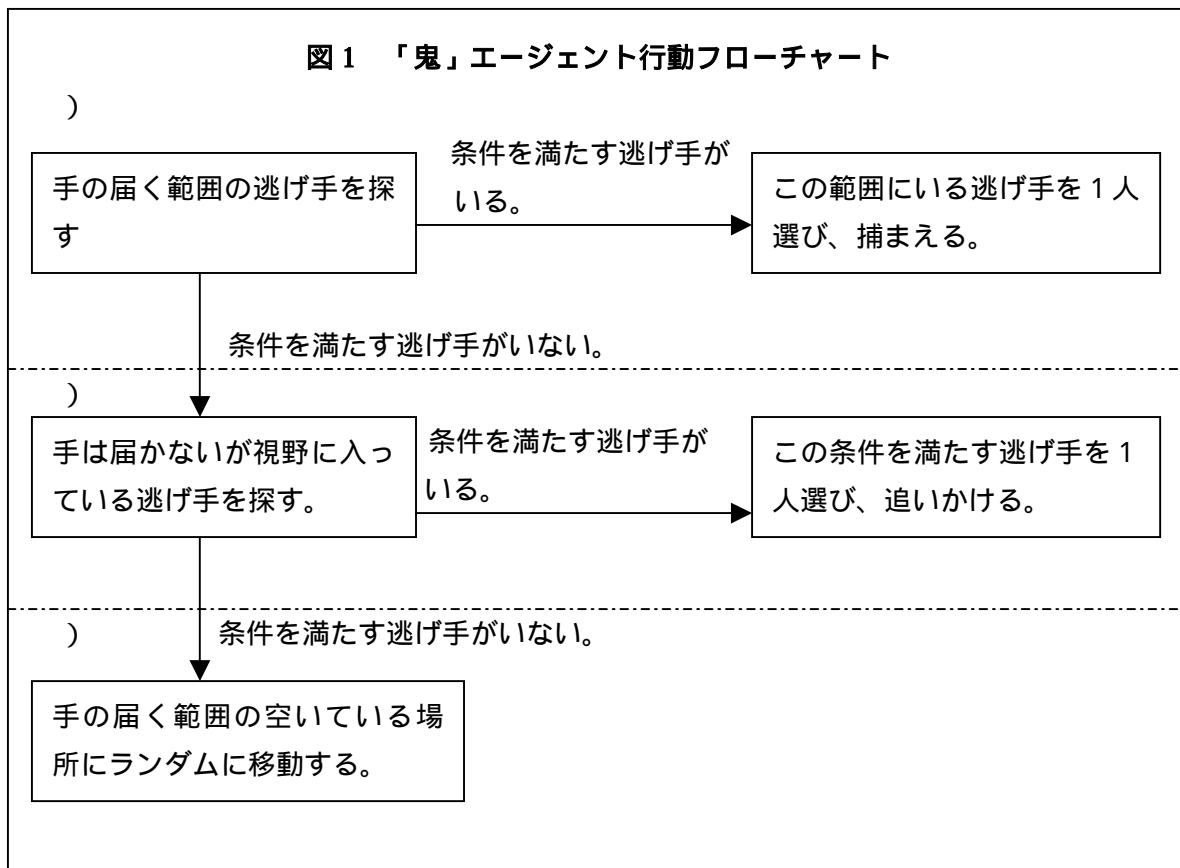 図1　「鬼」エージェント行動フローチャート
）
手の届く範囲の逃げ手を探
す
条件を満たす逃げ手が
いる。
この範囲にいる逃げ手を1人
選び、捕まえる。
条件を満たす逃げ手がいない。
）
手は届かないが視野に入っ
ている逃げ手を探す。
条件を満たす逃げ手が
いる。
この条件を満たす逃げ手を1
人選び、追いかける。
）
条件を満たす逃げ手がいない。
手の届く範囲の空いている場
所にランダムに移動する。